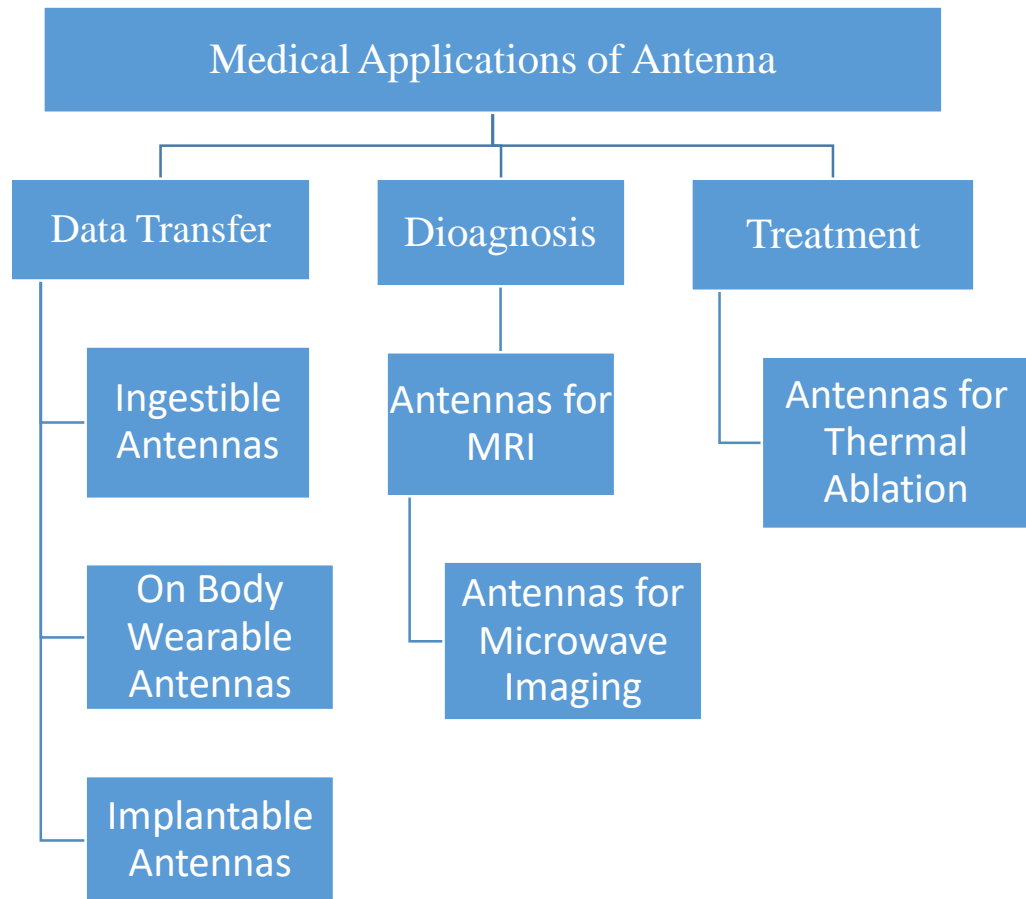 Medical Applications of Antenna
Data Transfer
Dioagnosis
Treatment
Ingestible
Antennas
On Body
Wearable
Antennas
Implantable
Antennas
Antennas for
MRI
Antennas for
Microwave
Imaging
Antennas for
Thermal
Ablation